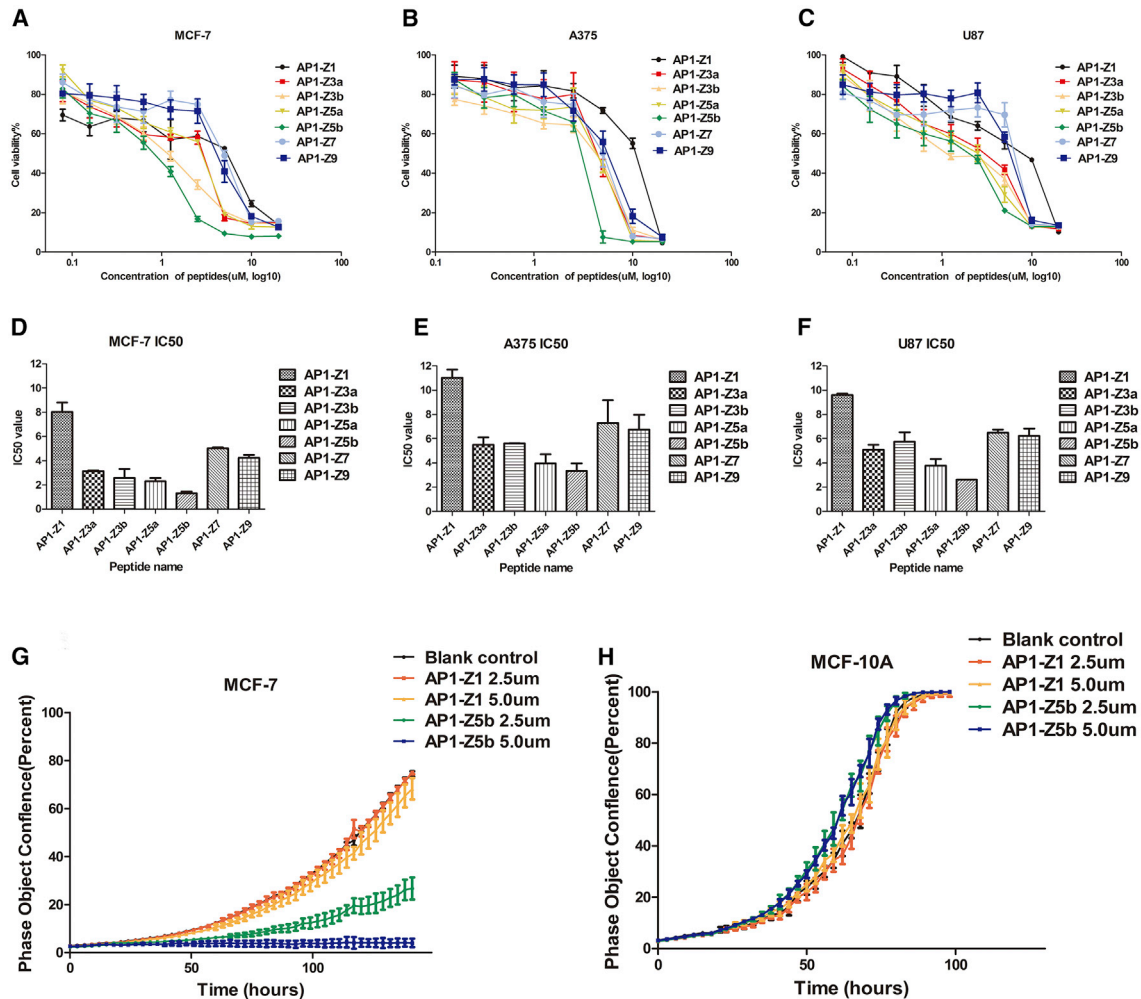 A
MCF-7
Cell viability%
100
80
60
40
20
0
0.1
1
10
100
Concentration of peptides(uM, log10)
AP1-Z1
AP1-Z3a
AP1-Z3b
AP1-Z5a
AP1-Z5b
AP1-Z7
AP1-Z9
B
A375
Cell viability%
100
80
60
40
20
0
1
10
100
Concentration of peptides(uM, log10)
AP1-Z1
AP1-Z3a
AP1-Z3b
AP1-Z5a
AP1-Z5b
AP1-Z7
AP1-Z9
C
U87
Cell viability%
100
80
60
40
20
0
0.1
1
10
100
Concentration of peptides(uM, log10)
AP1-Z1
AP1-Z3a
AP1-Z3b
AP1-Z5a
AP1-Z5b
AP1-Z7
AP1-Z9
D
MCF-7 IC50
IC50 value
12
10
8
6
4
2
0
AP1-Z1
AP1-Z3a
AP1-Z3b
AP1-Z5a
AP1-Z5b
AP1-Z7
AP1-Z9
Peptide name
AP1-Z1
AP1-Z3a
AP1-Z3b
AP1-Z5a
AP1-Z5b
AP1-Z7
AP1-Z9
E
A375 IC50
IC50 value
12
10
8
6
4
2
0
AP1-Z1
AP1-Z3a
AP1-Z3b
AP1-Z5a
AP1-Z5b
AP1-Z7
AP1-Z9
Peptide name
AP1-Z1
AP1-Z3a
AP1-Z3b
AP1-Z5a
AP1-Z5b
AP1-Z7
AP1-Z9
F
U87 IC50
IC50 value
12
10
8
6
4
2
0
AP1-Z1
AP1-Z3a
AP1-Z3b
AP1-Z5a
AP1-Z5b
AP1-Z7
AP1-Z9
Peptide name
AP1-Z1
AP1-Z3a
AP1-Z3b
AP1-Z5a
AP1-Z5b
AP1-Z7
AP1-Z9
G
MCF-7
Phase Object Conflence(Percent)
100
80
60
40
20
0
0
100
Time (hours)
Blank control
AP1-Z1 2.5um
AP1-Z1 5.0um
AP1-Z5b 2.5um
AP1-Z5b 5.0um
H
MCF-10A
Phase Object Conflence(Percent)
100
80
60
40
20
0
0
50
100
Time (hours)
Blank control
AP1-Z1 2.5um
AP1-Z1 5.0um
AP1-Z5b 2.5um
AP1-Z5b 5.0um